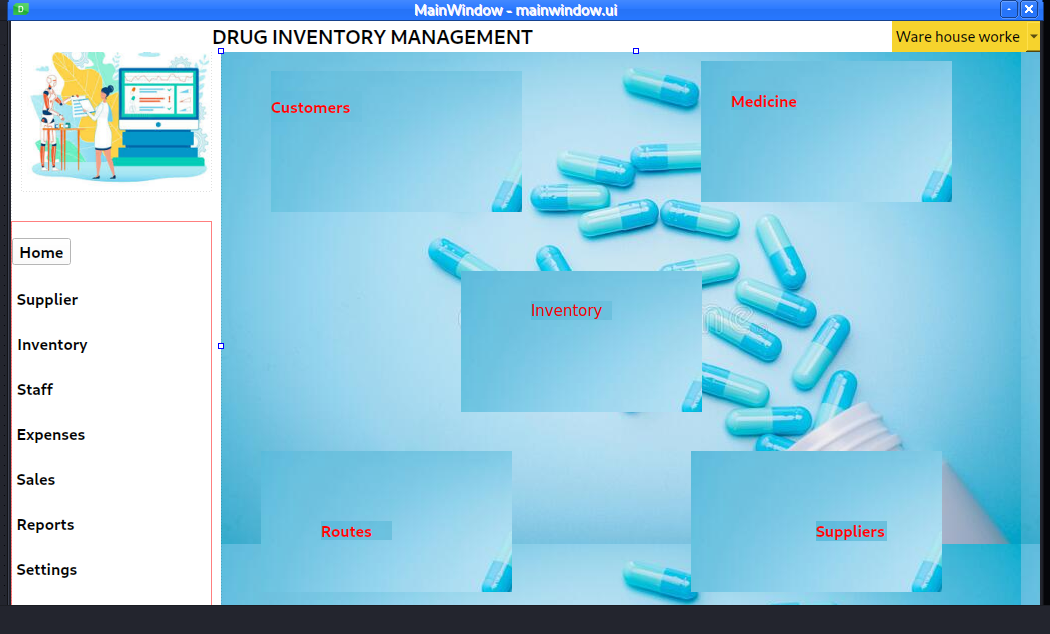 MainWindow - mainwindow.ui
DRUG INVENTORY MANAGEMENT
Ware house worke
Customers
Medicine
Home
Supplier
Inventory
Inventory
Staff
Expenses
Sales
Reports
Routes
Suppliers
Settings